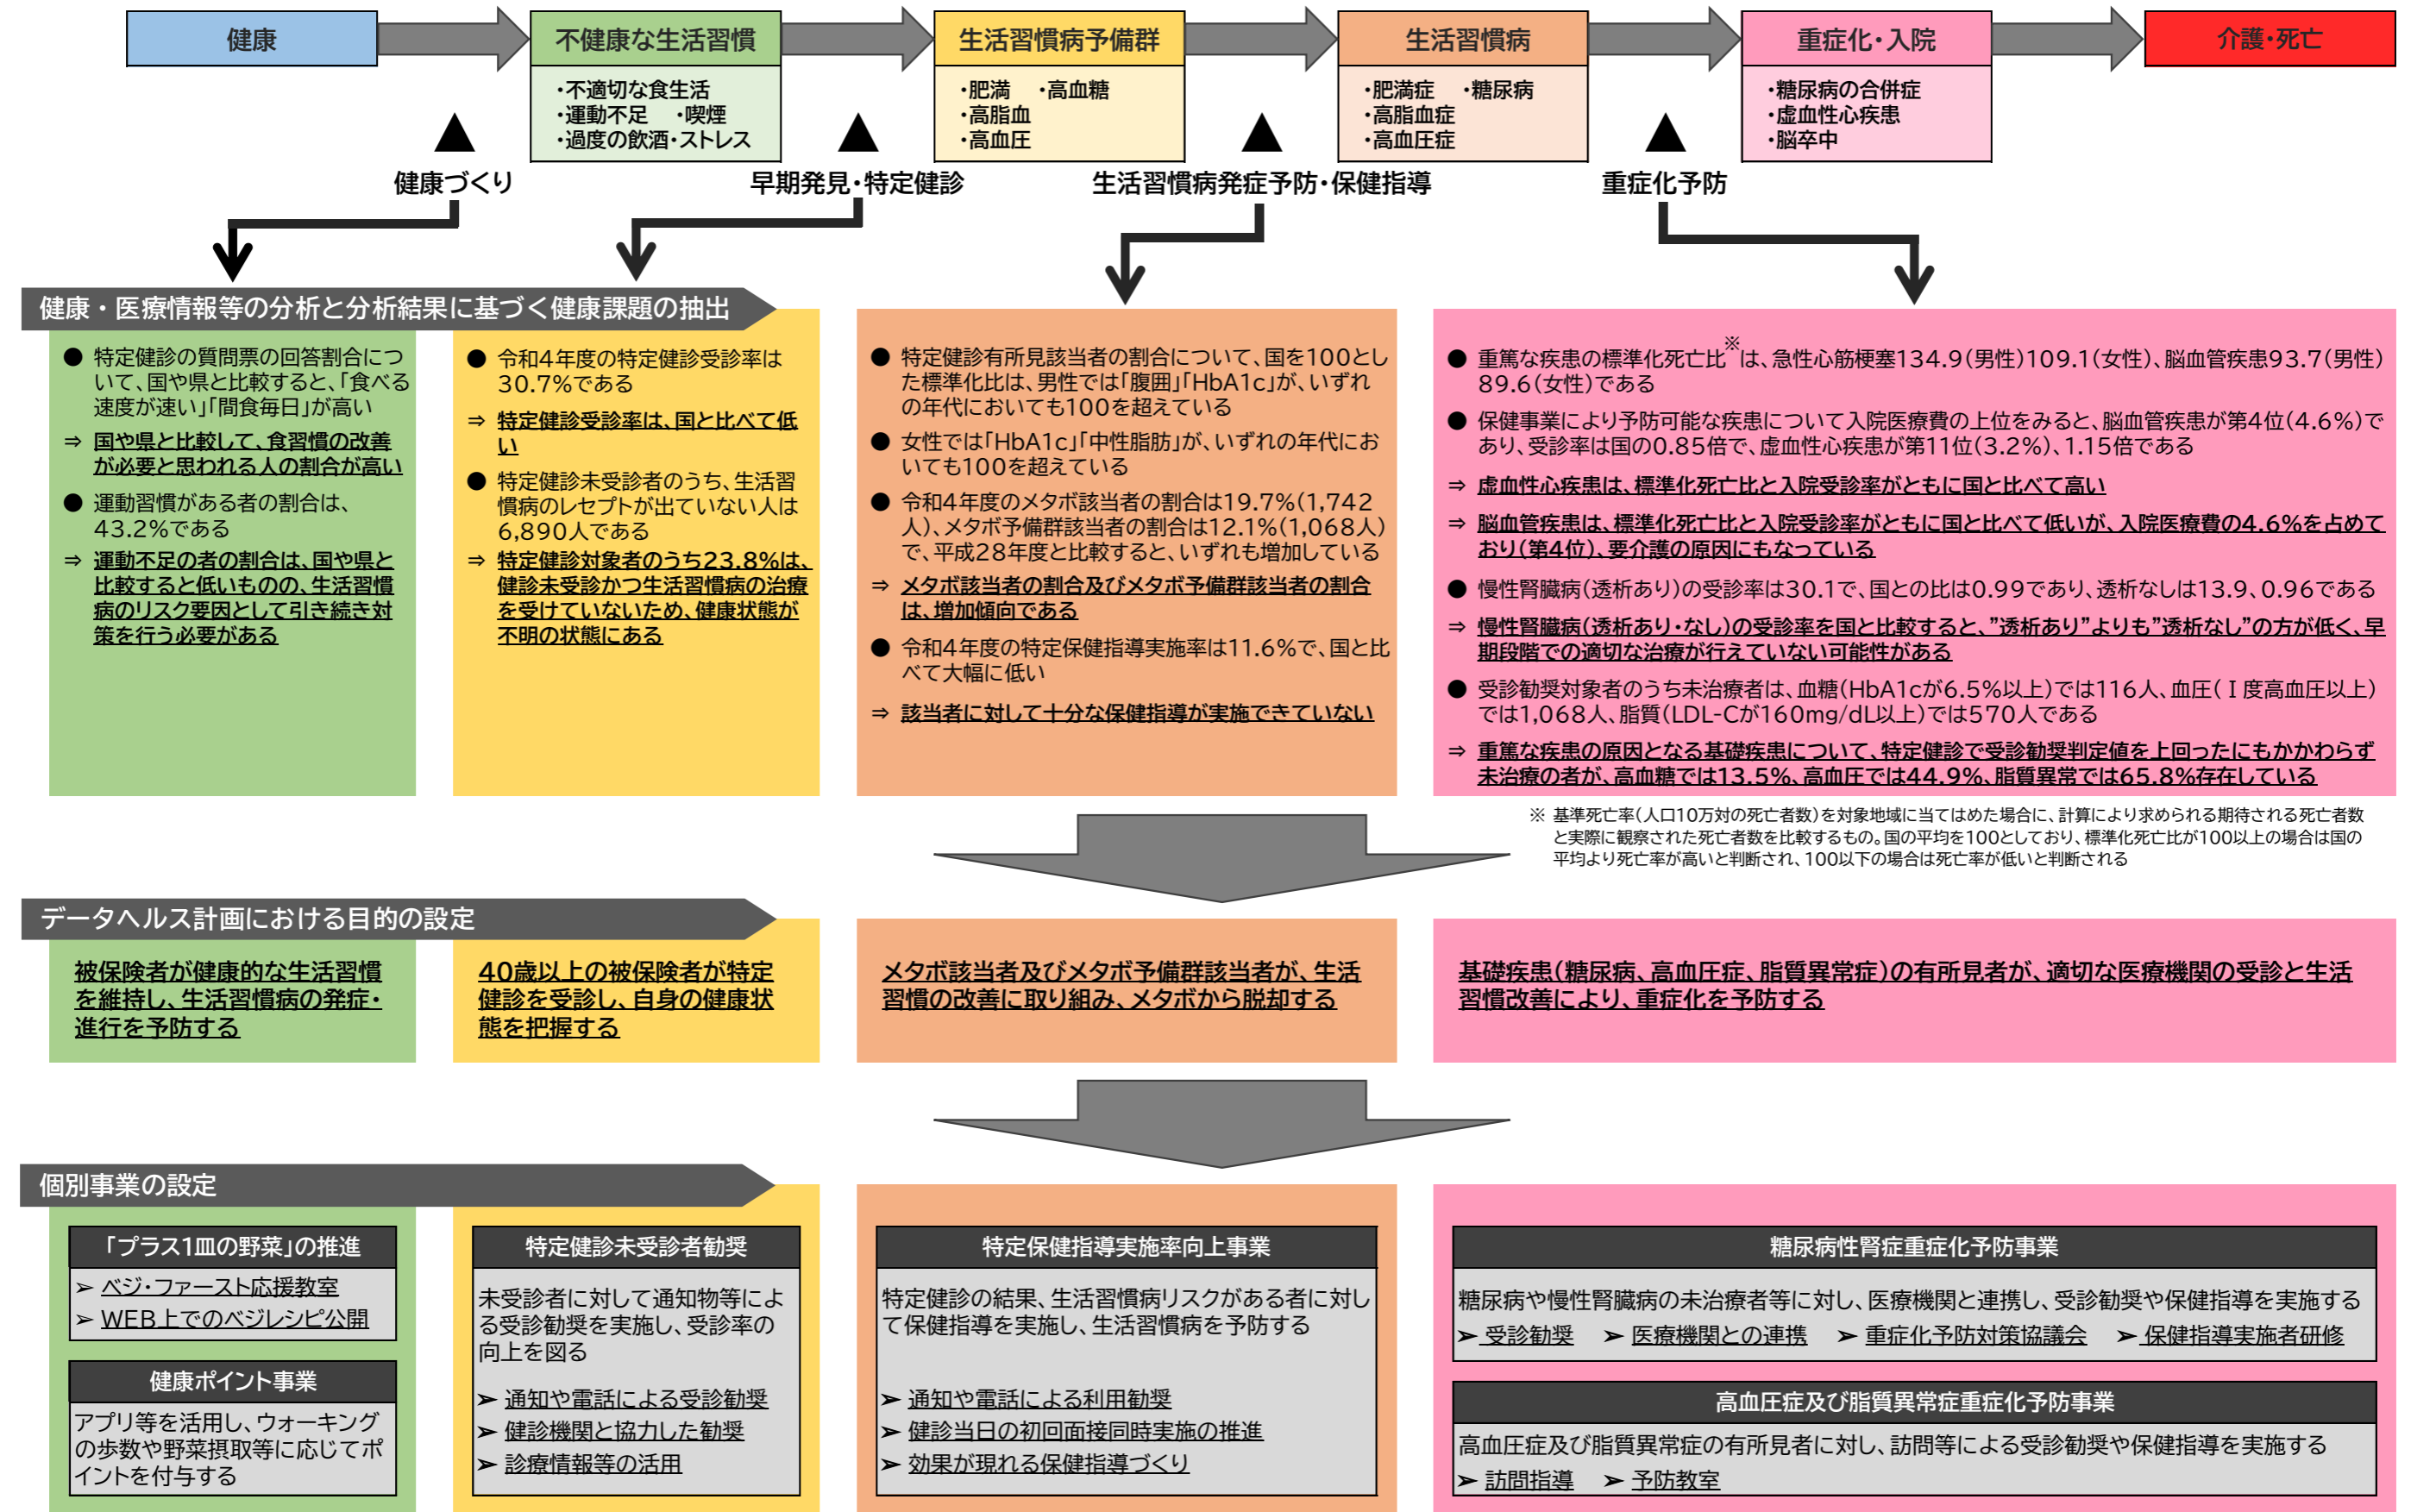 健康
不健康な生活習慣
生活習慣病予備群
生活習慣病
重症化・入院
介護・死亡
・不適切な食生活
・運動不足　・喫煙
・過度の飲酒・ストレス
・肥満　・高血糖
・高脂血
・高血圧
・肥満症　・糖尿病
・高脂血症
・高血圧症
・糖尿病の合併症
・虚血性心疾患
・脳卒中
▲
▲
▲
▲
健康づくり
早期発見・特定健診
生活習慣病発症予防・保健指導
重症化予防
健康・医療情報等の分析と分析結果に基づく健康課題の抽出
● 特定健診の質問票の回答割合につ
いて、国や県と比較すると、「食べる
速度が速い」「間食毎日」が高い
⇒ 国や県と比較して、食習慣の改善
が必要と思われる人の割合が高い
● 運動習慣がある者の割合は、
43.2%である
⇒ 運動不足の者の割合は、国や県と
比較すると低いものの、生活習慣
病のリスク要因として引き続き対
策を行う必要がある
● 令和4年度の特定健診受診率は
30.7%である
⇒ 特定健診受診率は、国と比べて低
い
● 特定健診未受診者のうち、生活習
慣病のレセプトが出ていない人は
6,890人である
⇒ 特定健診対象者のうち23.8%は、
健診未受診かつ生活習慣病の治療
を受けていないため、健康状態が
不明の状態にある
● 特定健診有所見該当者の割合について、国を100とし
た標準化比は、男性では「腹囲」「HbA1c」が、いずれ
の年代においても100を超えている
● 女性では「HbA1c」「中性脂肪」が、いずれの年代にお
いても100を超えている
● 令和4年度のメタボ該当者の割合は19.7%(1,742
人)、メタボ予備群該当者の割合は12.1%(1,068人)
で、平成28年度と比較すると、いずれも増加している
⇒ メタボ該当者の割合及びメタボ予備群該当者の割合
は、増加傾向である
● 令和4年度の特定保健指導実施率は11.6%で、国と比
べて大幅に低い
⇒ 該当者に対して十分な保健指導が実施できていない
● 重篤な疾患の標準化死亡比※は、急性心筋梗塞134.9(男性)109.1(女性)、脳血管疾患93.7(男性)
89.6(女性)である
● 保健事業により予防可能な疾患について入院医療費の上位をみると、脳血管疾患が第4位(4.6%)で
あり、受診率は国の0.85倍で、虚血性心疾患が第11位(3.2%)、1.15倍である
⇒ 虚血性心疾患は、標準化死亡比と入院受診率がともに国と比べて高い
⇒ 脳血管疾患は、標準化死亡比と入院受診率がともに国と比べて低いが、入院医療費の4.6%を占めて
おり(第4位)、要介護の原因にもなっている
● 慢性腎臓病(透析あり)の受診率は30.1で、国との比は0.99であり、透析なしは13.9、0.96である
⇒ 慢性腎臓病(透析あり・なし)の受診率を国と比較すると、”透析あり”よりも”透析なし”の方が低く、早
期段階での適切な治療が行えていない可能性がある
● 受診勧奨対象者のうち未治療者は、血糖(HbA1cが6.5%以上)では116人、血圧(Ⅰ度高血圧以上)
では1,068人、脂質(LDL-Cが160mg/dL以上)では570人である
⇒ 重篤な疾患の原因となる基礎疾患について、特定健診で受診勧奨判定値を上回ったにもかかわらず
未治療の者が、高血糖では13.5%、高血圧では44.9%、脂質異常では65.8%存在している
※ 基準死亡率(人口10万対の死亡者数)を対象地域に当てはめた場合に、計算により求められる期待される死亡者数
と実際に観察された死亡者数を比較するもの。国の平均を100としており、標準化死亡比が100以上の場合は国の
平均より死亡率が高いと判断され、100以下の場合は死亡率が低いと判断される
データヘルス計画における目的の設定
被保険者が健康的な生活習慣
を維持し、生活習慣病の発症・
進行を予防する
40歳以上の被保険者が特定
健診を受診し、自身の健康状
態を把握する
メタボ該当者及びメタボ予備群該当者が、生活
習慣の改善に取り組み、メタボから脱却する
基礎疾患(糖尿病、高血圧症、脂質異常症)の有所見者が、適切な医療機関の受診と生活
習慣改善により、重症化を予防する
個別事業の設定
「プラス1皿の野菜」の推進
➢ ベジ・ファースト応援教室
➢ WEB上でのベジレシピ公開
健康ポイント事業
アプリ等を活用し、ウォーキング
の歩数や野菜摂取等に応じてポ
イントを付与する
特定健診未受診者勧奨
未受診者に対して通知物等によ
る受診勧奨を実施し、受診率の
向上を図る
➢ 通知や電話による受診勧奨
➢ 健診機関と協力した勧奨
➢ 診療情報等の活用
特定保健指導実施率向上事業
特定健診の結果、生活習慣病リスクがある者に対し
て保健指導を実施し、生活習慣病を予防する
➢ 通知や電話による利用勧奨
➢ 健診当日の初回面接同時実施の推進
➢ 効果が現れる保健指導づくり
糖尿病性腎症重症化予防事業
糖尿病や慢性腎臓病の未治療者等に対し、医療機関と連携し、受診勧奨や保健指導を実施する
➢ 受診勧奨　➢ 医療機関との連携　➢ 重症化予防対策協議会　➢ 保健指導実施者研修
高血圧症及び脂質異常症重症化予防事業
高血圧症及び脂質異常症の有所見者に対し、訪問等による受診勧奨や保健指導を実施する
➢ 訪問指導　➢ 予防教室